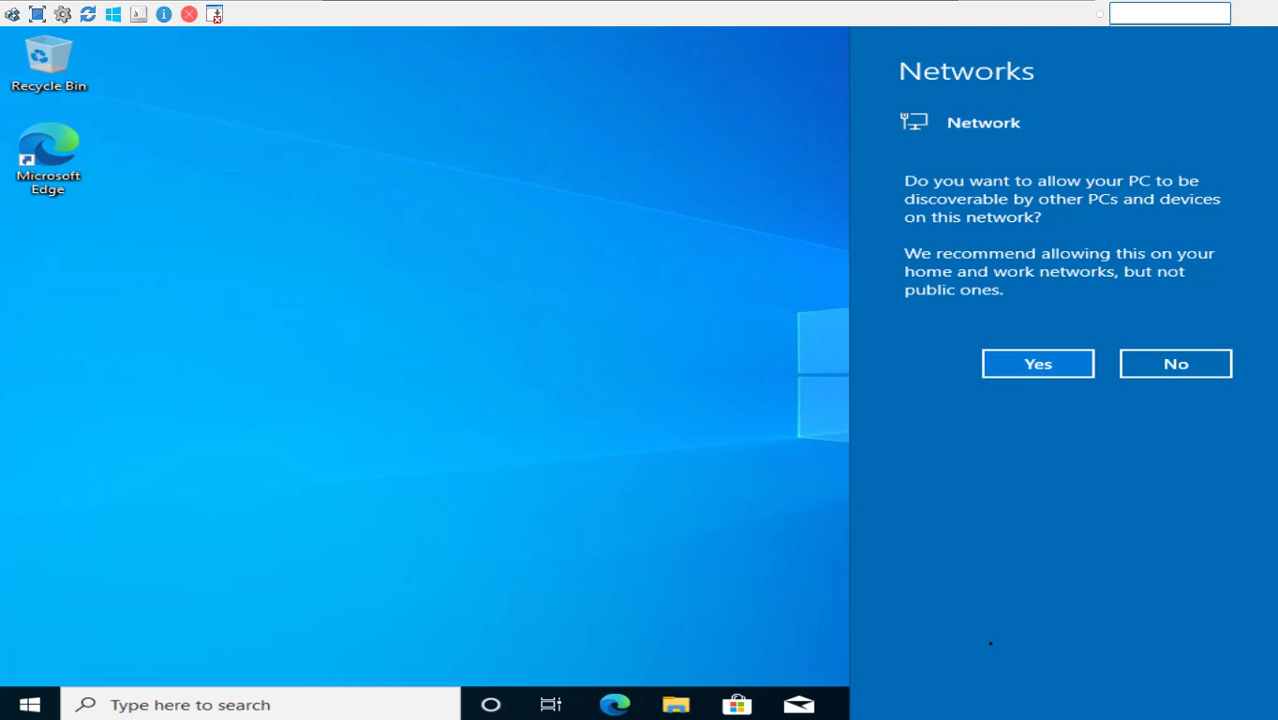 Recycle Bin
Microsoft
Edge
Networks
Network
Do you want to allow your PC to be
discoverable by other PCs and devices
on this network?
We recommend allowing this on your
home and work networks, but not
public ones.
Yes
No
Type here to search